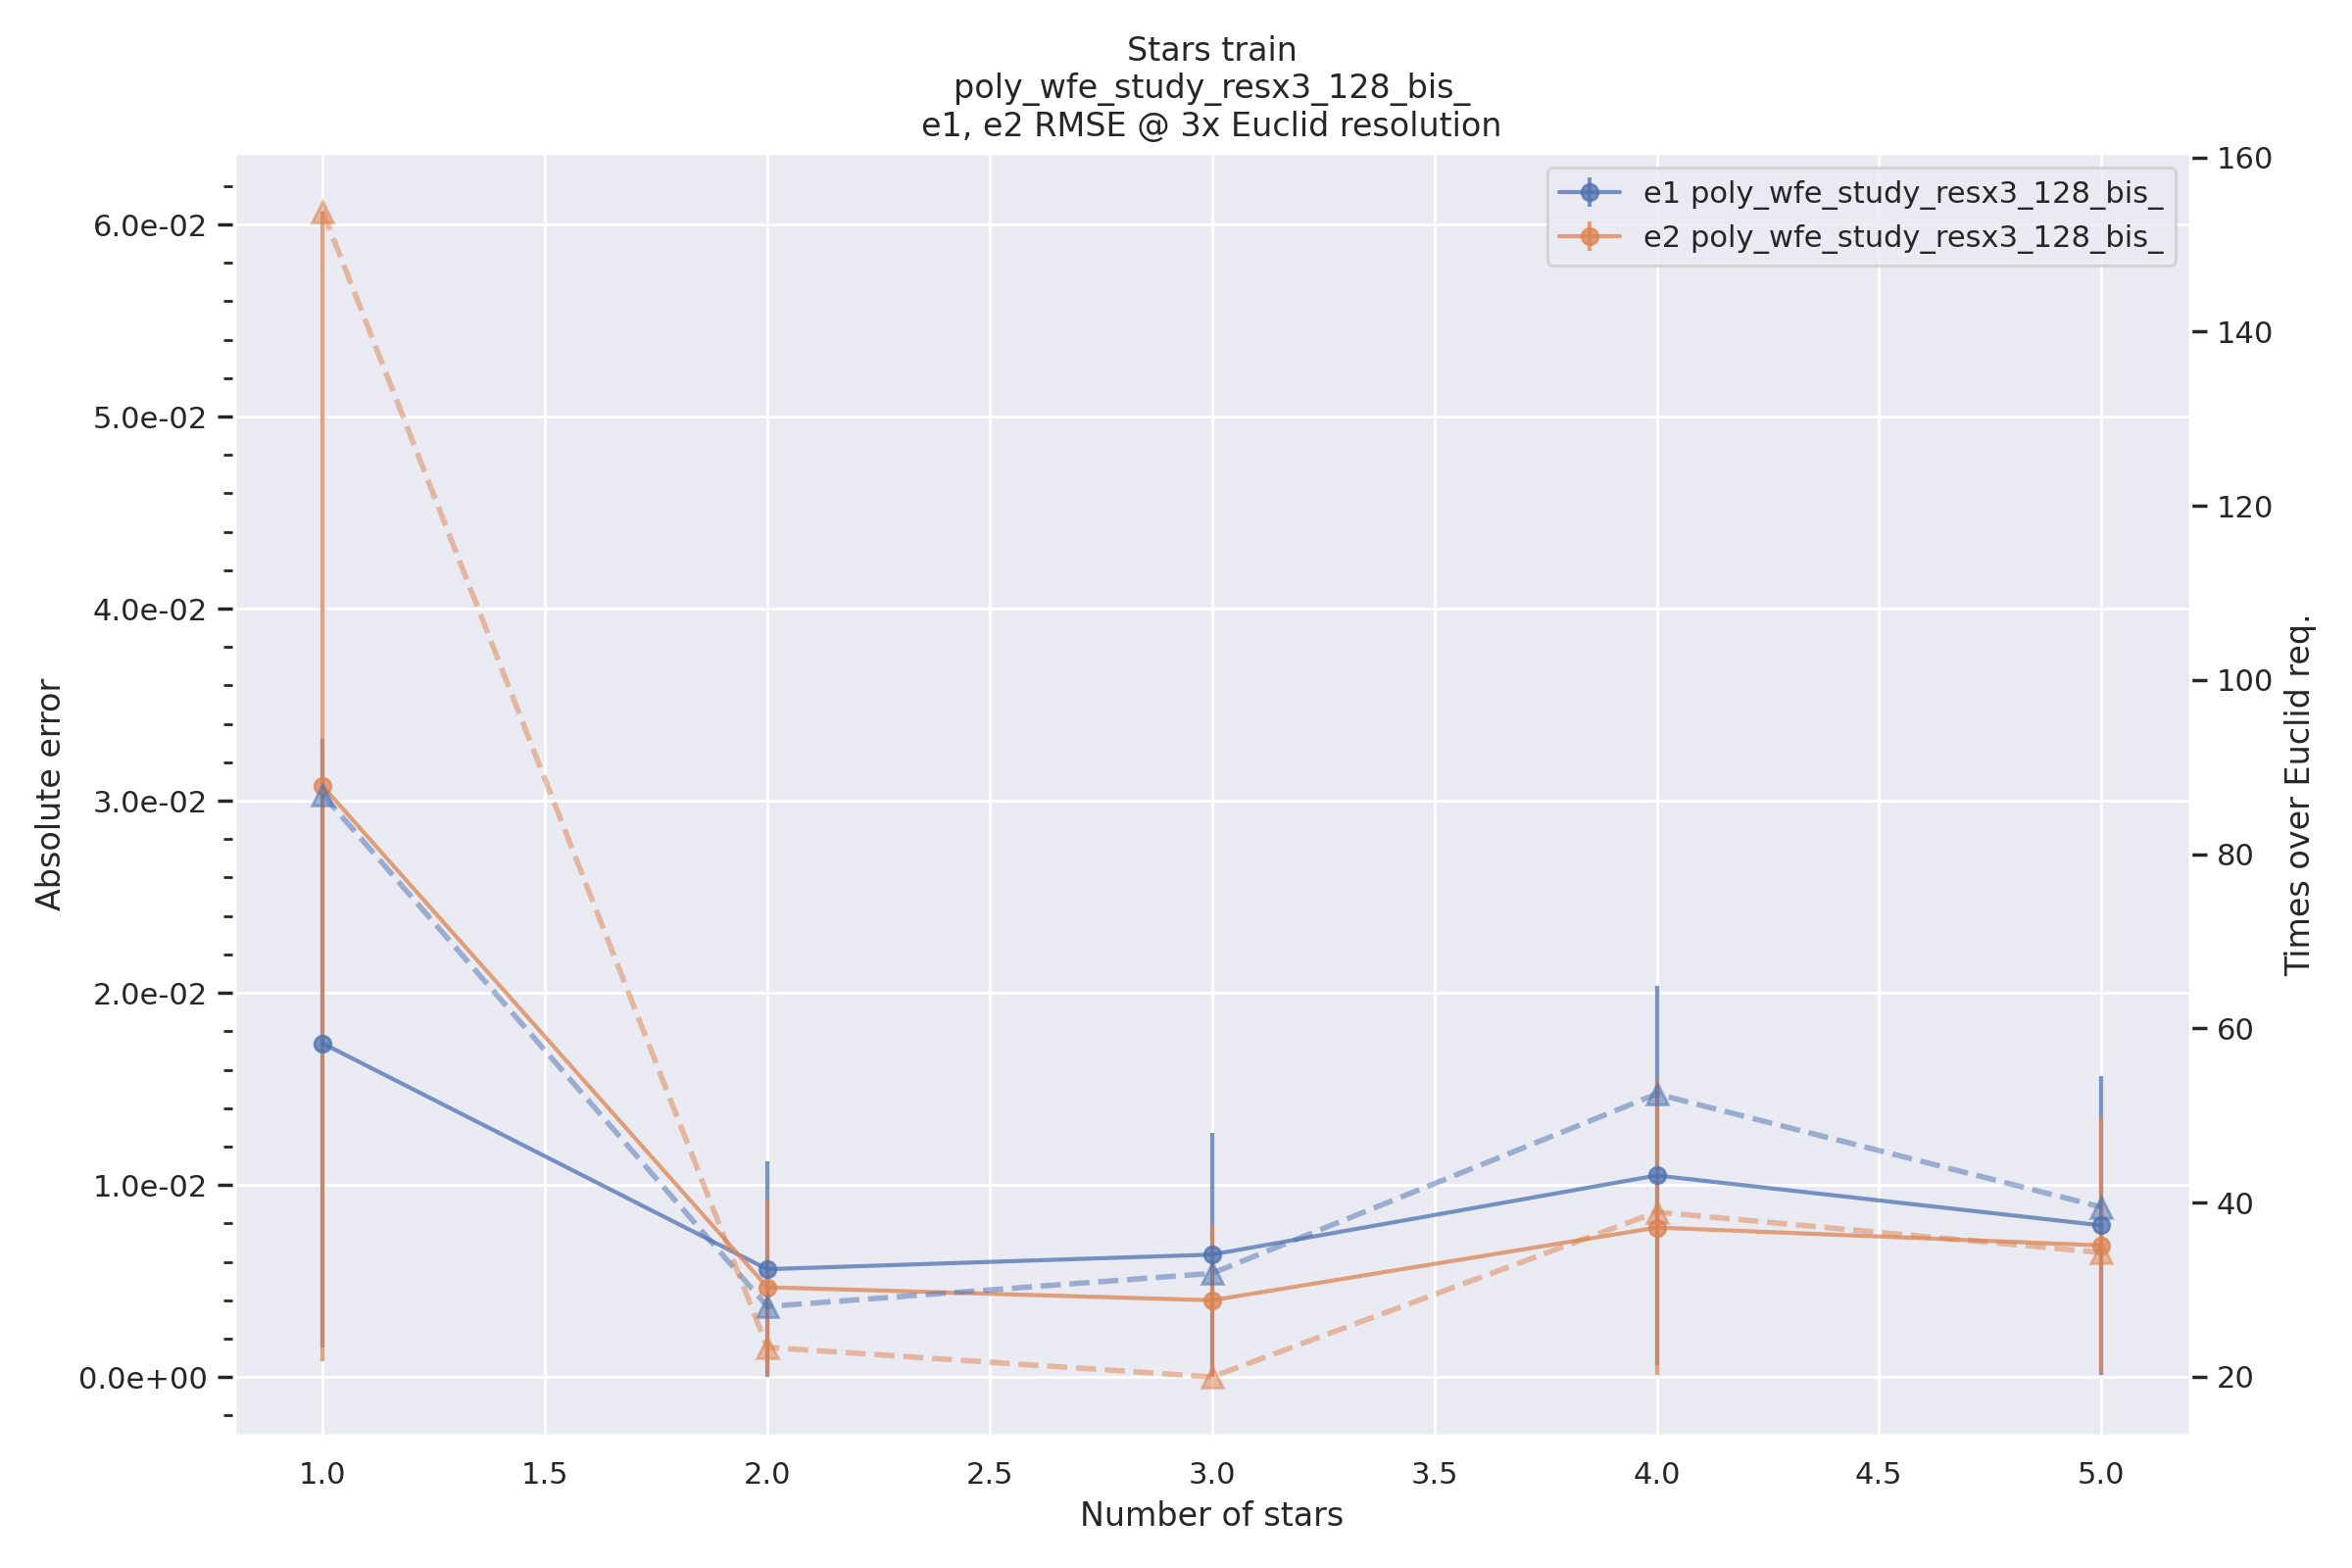 Stars train
poly_wfe_study_resx3_128_bis_
e1, e2 RMSE @ 3x Euclid resolution
e1 poly_wfe_study_resx3_128_bis_
e2 poly_wfe_study_resx3_128_bis_
Absolute error
6.0e-02
5.0e-02
4.0e-02
3.0e-02
2.0e-02
1.0e-02
0.0e+00
160
140
120
100
80
60
40
20
Times over Euclid req.
1.0 1.5 2.0 2.5 3.0 3.5 4.0 4.5 5.0
Number of stars